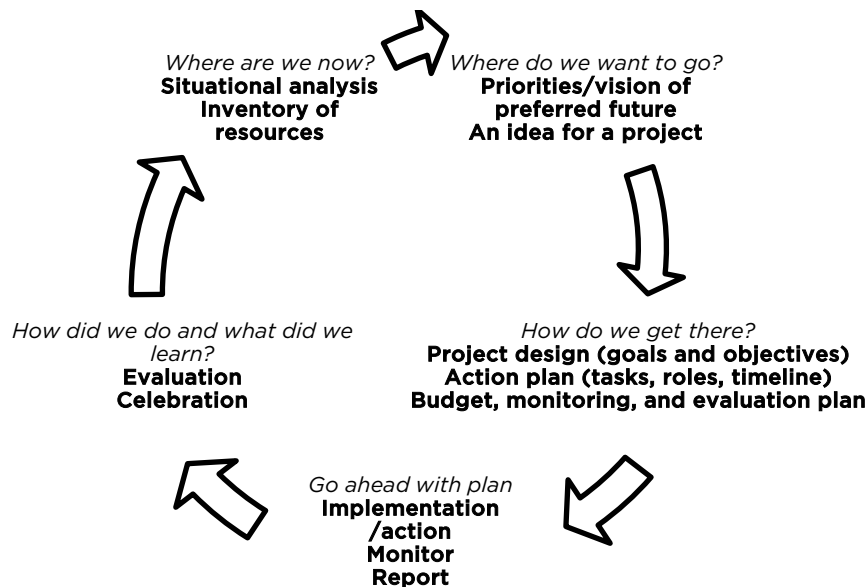 Where are we now?
Situational analysis
Inventory of
resources
Where do we want to go?
Priorities/vision of
preferred future
An idea for a project
How do we get there?
Project design (goals and objectives)
Action plan (tasks, roles, timeline)
Budget, monitoring, and evaluation plan
Go ahead with plan
Implementation
/action
Monitor
Report
How did we do and what did we
learn?
Evaluation
Celebration